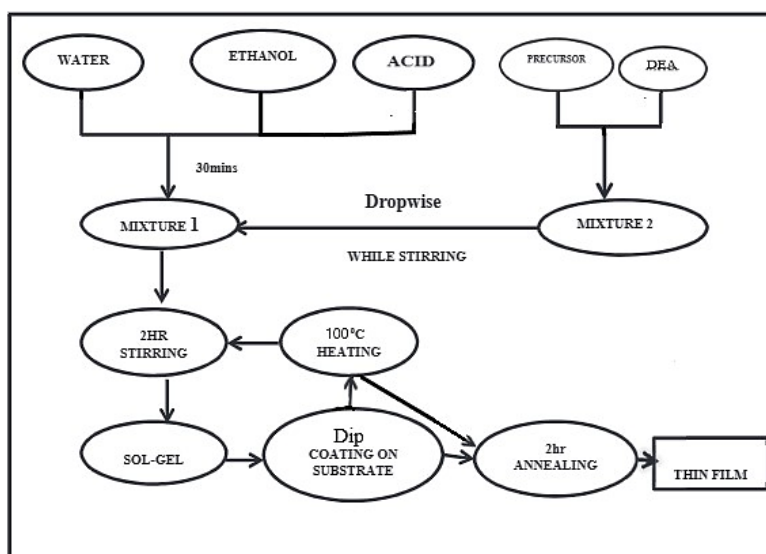 WATER
ETHANOL
ACID
PRECURSOR
DEA
30mins
MIXTURE 1
Dropwise
WHILE STIRRING
MIXTURE 2
2HR
STIRRING
100°C
HEATING
SOL-GEL
Dip
COATING ON
SUBSTRATE
2hr
ANNEALING
THIN FILM